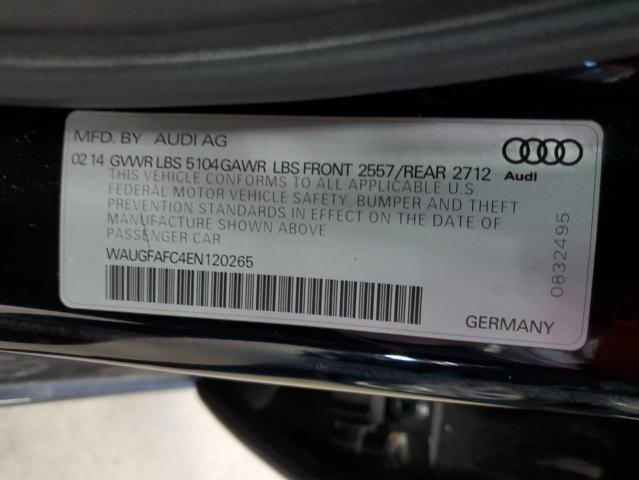 MFD. BY AUDI AG
02 14 GVWR LBS 5104 GAWR LBS FRONT 2557/REAR 2712
THIS VEHICLE CONFORMS TO ALL APPLICABLE U S
FEDERAL MOTOR VEHICLE SAFETY, BUMPER AND THEFT
PREVENTION STANDARDS IN EFFECT ON THE DATE OF
MANUFACTURE SHOWN ABOVE
PASSENGER CAR
WAUGFAFC4EN120265
Audi
0832495
GERMANY